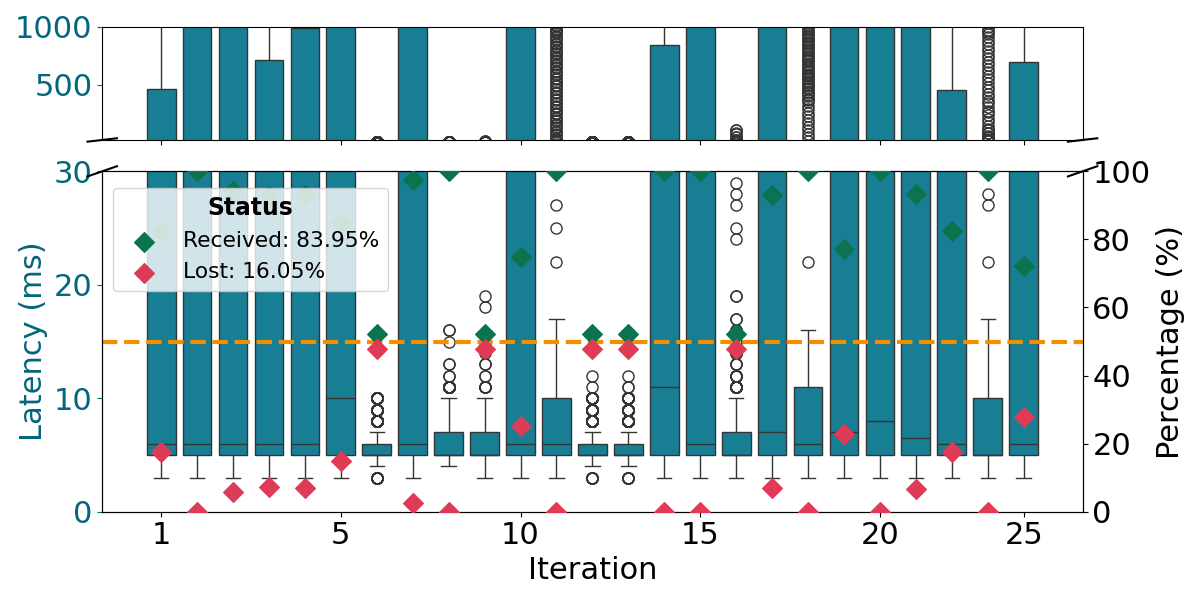 1000
500
30
20
10
0
Latency (ms)
Status
Received: 83.95%
Lost: 16.05%
100
80
60
40
20
0
Percentage (%)
1 5 10 15 20 25
Iteration